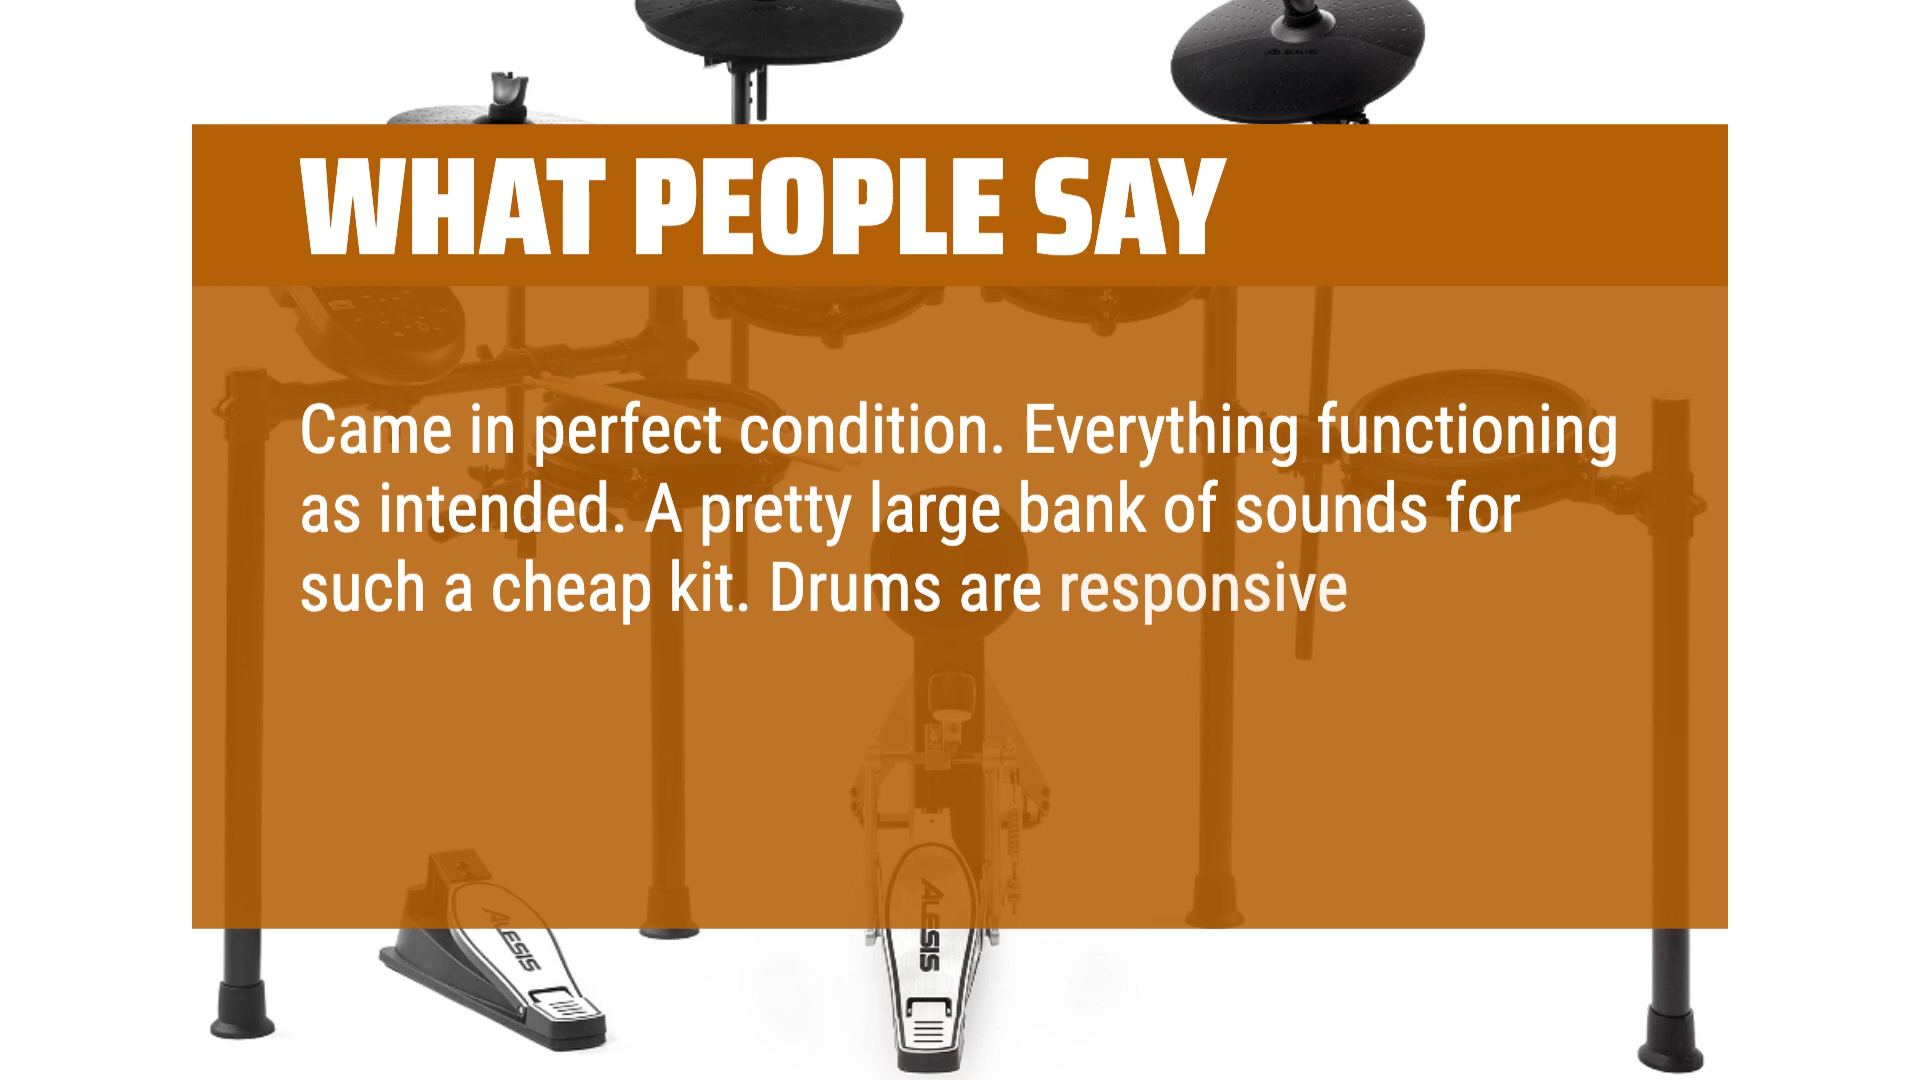 WHAT PEOPLE SAY
Came in perfect condition. Everything functioning
as intended. A pretty large bank of sounds for
such a cheap kit. Drums are responsive
ALESIS
ALESIS
ALESIS